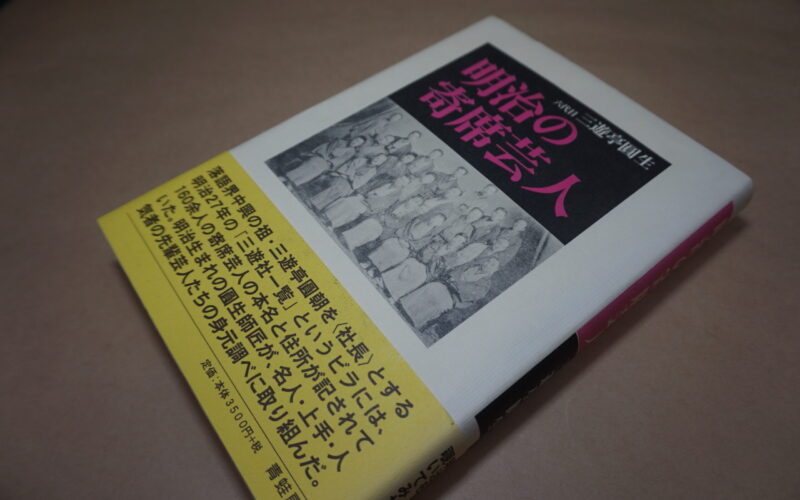 明治の
寄席芸人
六代目 三遊亭圓生
落語界中興の祖・三遊亭圓朝を〈社長〉とする
明治27年の「三遊社一覧」というビラには、
160余人の寄席芸人の本名と住所が記されて
いた。明治生まれの圓生師匠が、名人・上手・人
気者の先輩芸人たちの身元調べに取り組んだ。
定価:本体3500円+税
青蛙